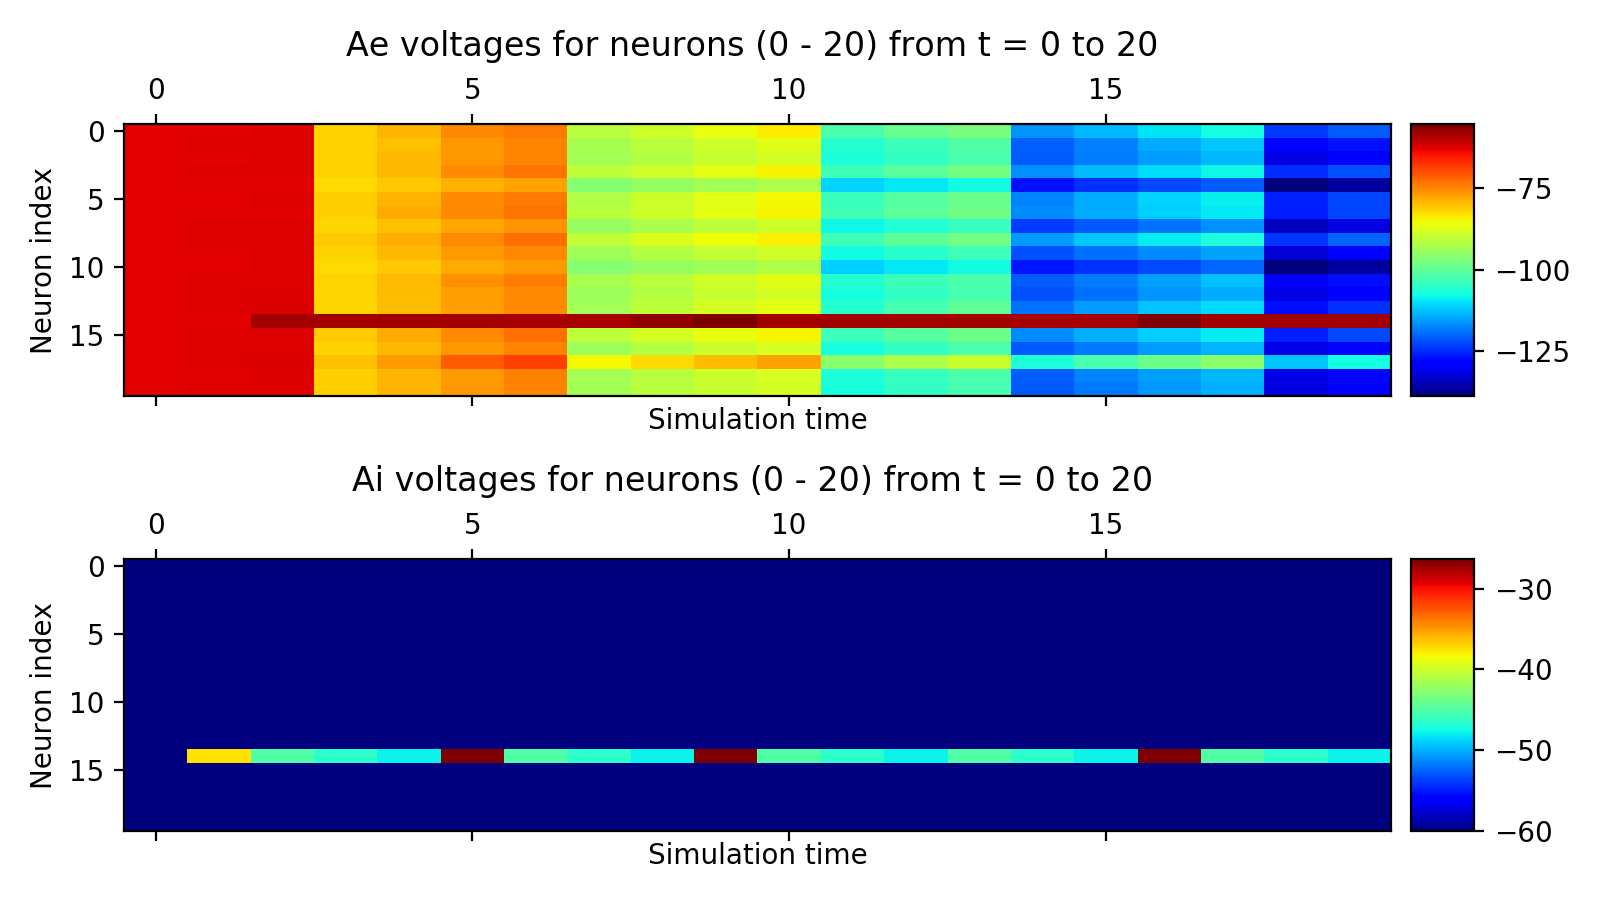 Ae voltages for neurons (0 - 20) from t = 0 to 20
0 5 10 15
Neuron index
0
5
10
15
Simulation time
−75
−100
−125
Ai voltages for neurons (0 - 20) from t = 0 to 20
0 5 10 15
Neuron index
0
5
10
15
Simulation time
−30
−40
−50
−60